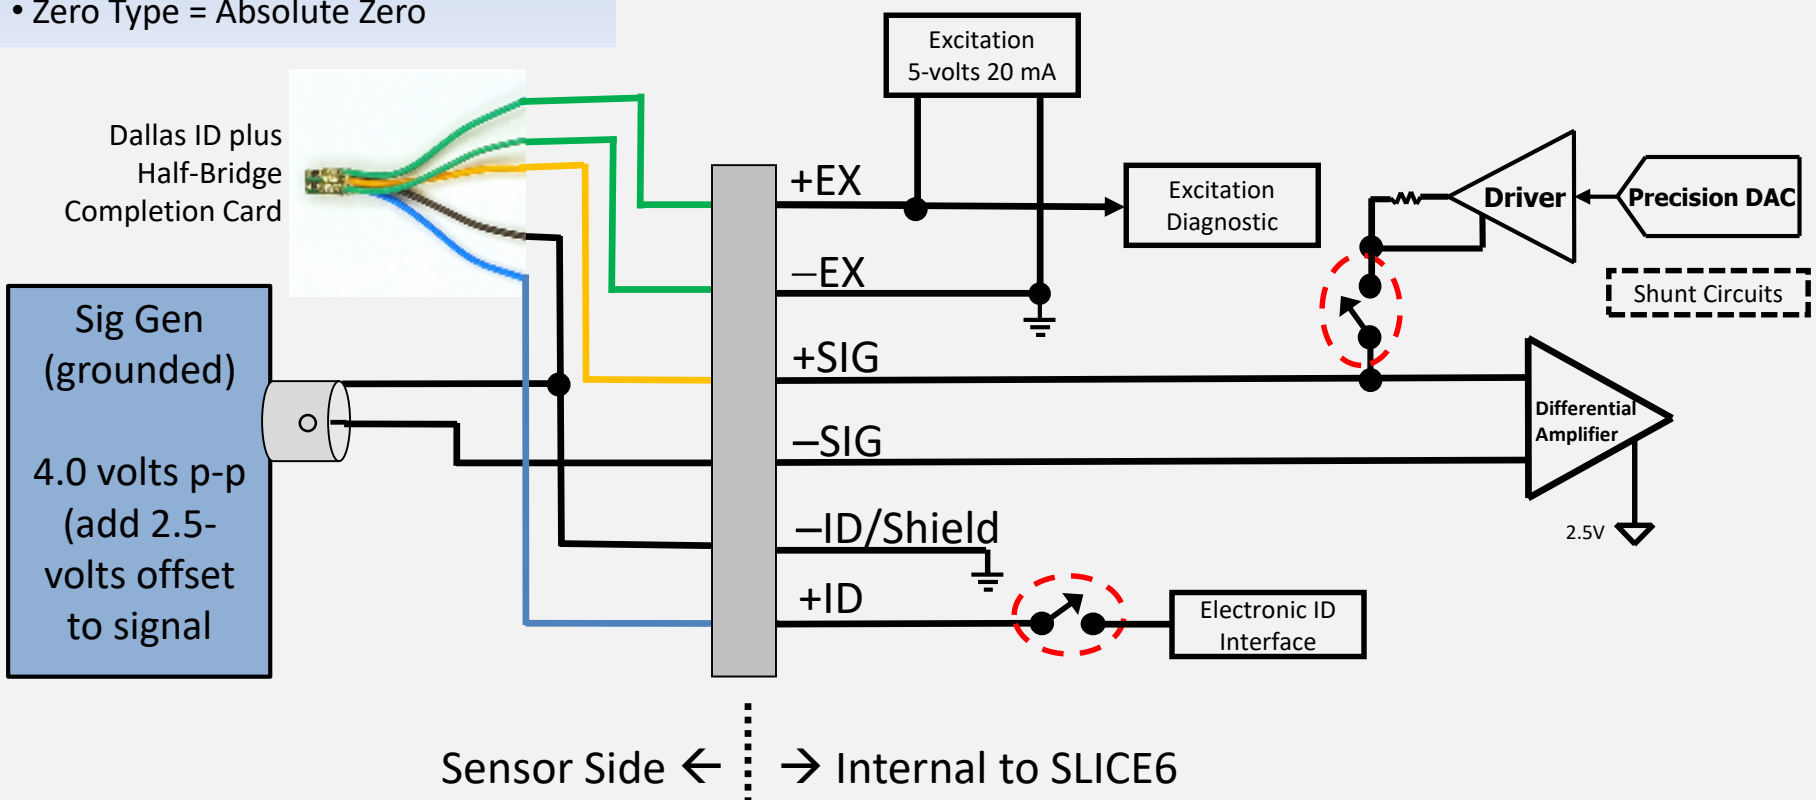 • Zero Type = Absolute Zero
Excitation
5-volts 20 mA
Dallas ID plus
Half-Bridge
Completion Card
+EX
Excitation
Diagnostic
Driver
Precision DAC
–EX
Shunt Circuits
Sig Gen
(grounded)
4.0 volts p-p
(add 2.5-
volts offset
to signal
+SIG
Differential
Amplifier
–SIG
2.5V
–ID/Shield
+ID
Electronic ID
Interface
Sensor Side ← → Internal to SLICE6